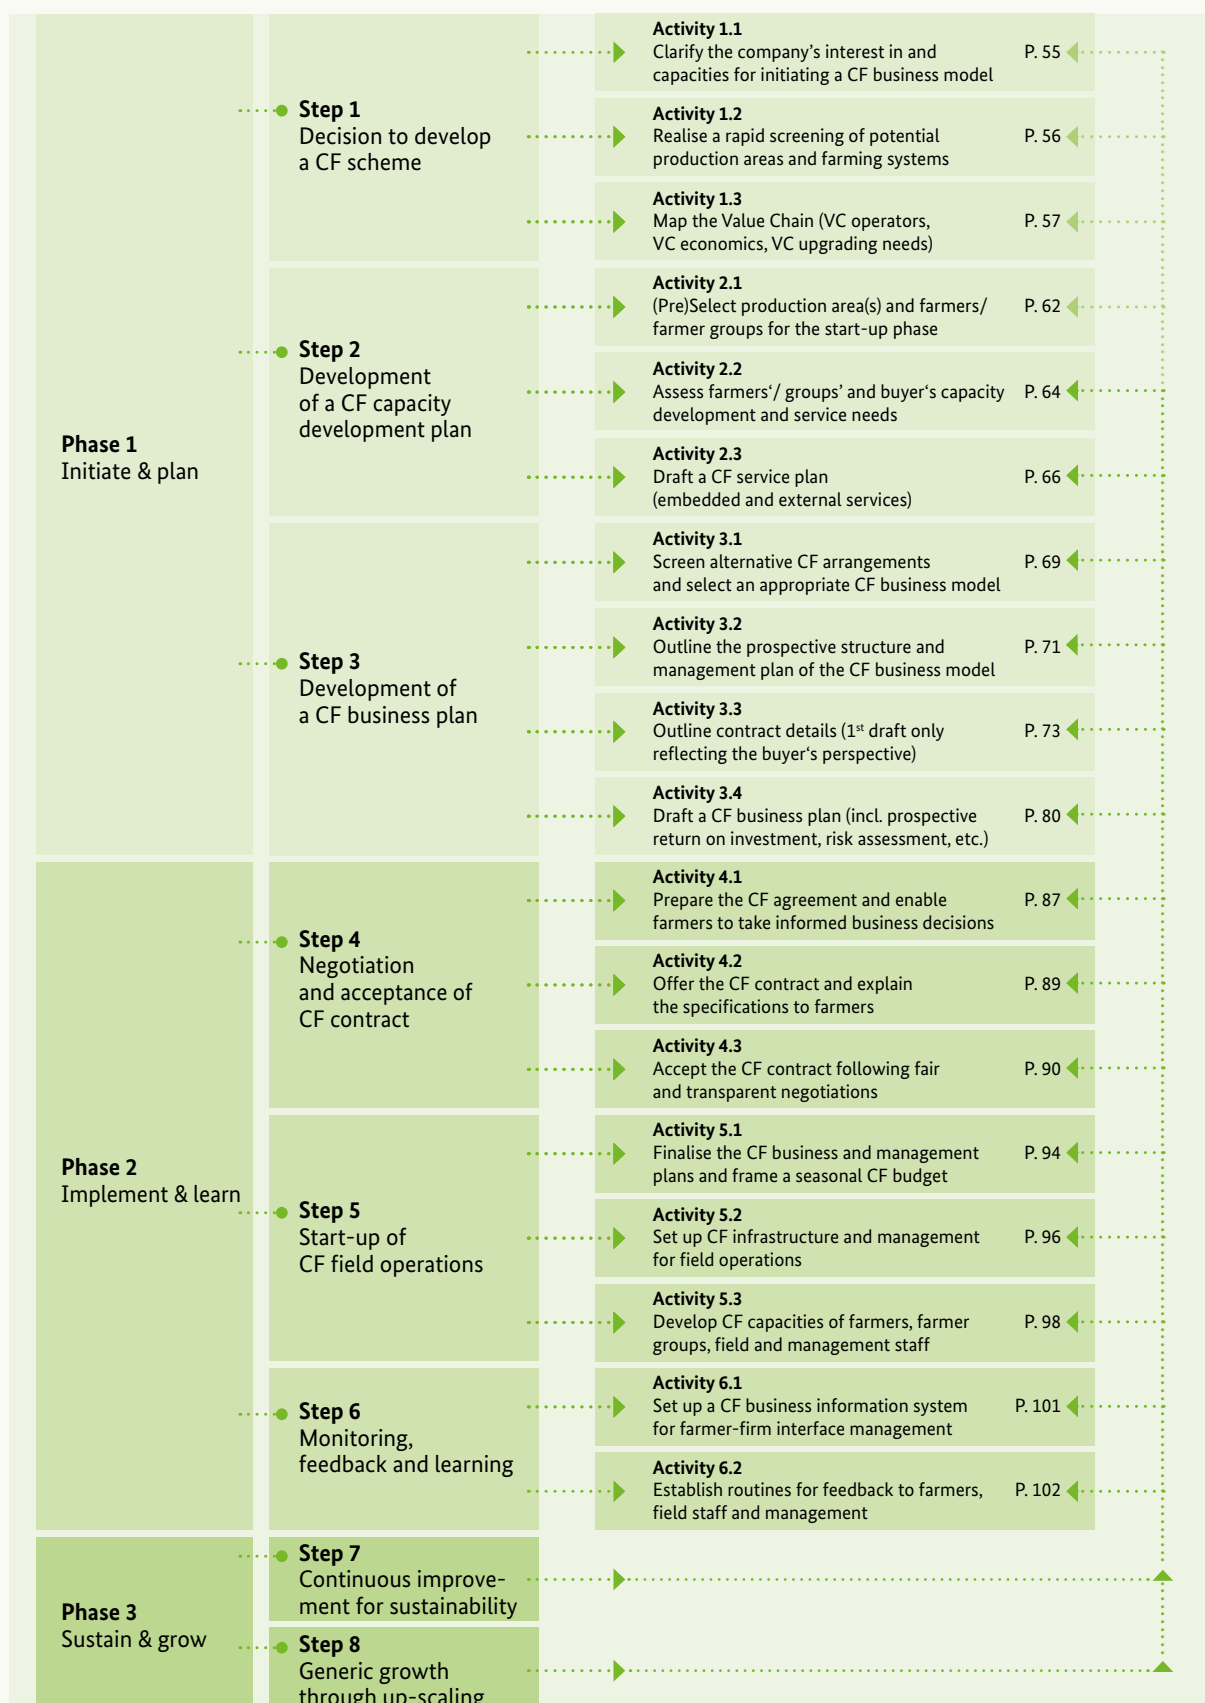 Phase 1
Initiate & plan
Step 1
Decision to develop
a CF scheme
Activity 1.1
Clarify the company’s interest in and
capacities for initiating a CF business model
P. 55
Activity 1.2
Realise a rapid screening of potential
production areas and farming systems
P. 56
Activity 1.3
Map the Value Chain (VC operators,
VC economics, VC upgrading needs)
P. 57
Step 2
Development
of a CF capacity
development plan
Activity 2.1
(Pre)Select production area(s) and farmers/
farmer groups for the start-up phase
P. 62
Activity 2.2
Assess farmers‘/ groups’ and buyer‘s capacity
development and service needs
P. 64
Activity 2.3
Draft a CF service plan
(embedded and external services)
P. 66
Step 3
Development of
a CF business plan
Activity 3.1
Screen alternative CF arrangements
and select an appropriate CF business model
P. 69
Activity 3.2
Outline the prospective structure and
management plan of the CF business model
P. 71
Activity 3.3
Outline contract details (1st draft only
reflecting the buyer‘s perspective)
P. 73
Activity 3.4
Draft a CF business plan (incl. prospective
return on investment, risk assessment, etc.)
P. 80
Phase 2
Implement & learn
Step 4
Negotiation
and acceptance of
CF contract
Activity 4.1
Prepare the CF agreement and enable
farmers to take informed business decisions
P. 87
Activity 4.2
Offer the CF contract and explain
the specifications to farmers
P. 89
Activity 4.3
Accept the CF contract following fair
and transparent negotiations
P. 90
Step 5
Start-up of
CF field operations
Activity 5.1
Finalise the CF business and management
plans and frame a seasonal CF budget
P. 94
Activity 5.2
Set up CF infrastructure and management
for field operations
P. 96
Activity 5.3
Develop CF capacities of farmers, farmer
groups, field and management staff
P. 98
Step 6
Monitoring,
feedback and learning
Activity 6.1
Set up a CF business information system
for farmer-firm interface management
P. 101
Activity 6.2
Establish routines for feedback to farmers,
field staff and management
P. 102
Phase 3
Sustain & grow
Step 7
Continuous improve-
ment for sustainability
Step 8
Generic growth
through up-scaling